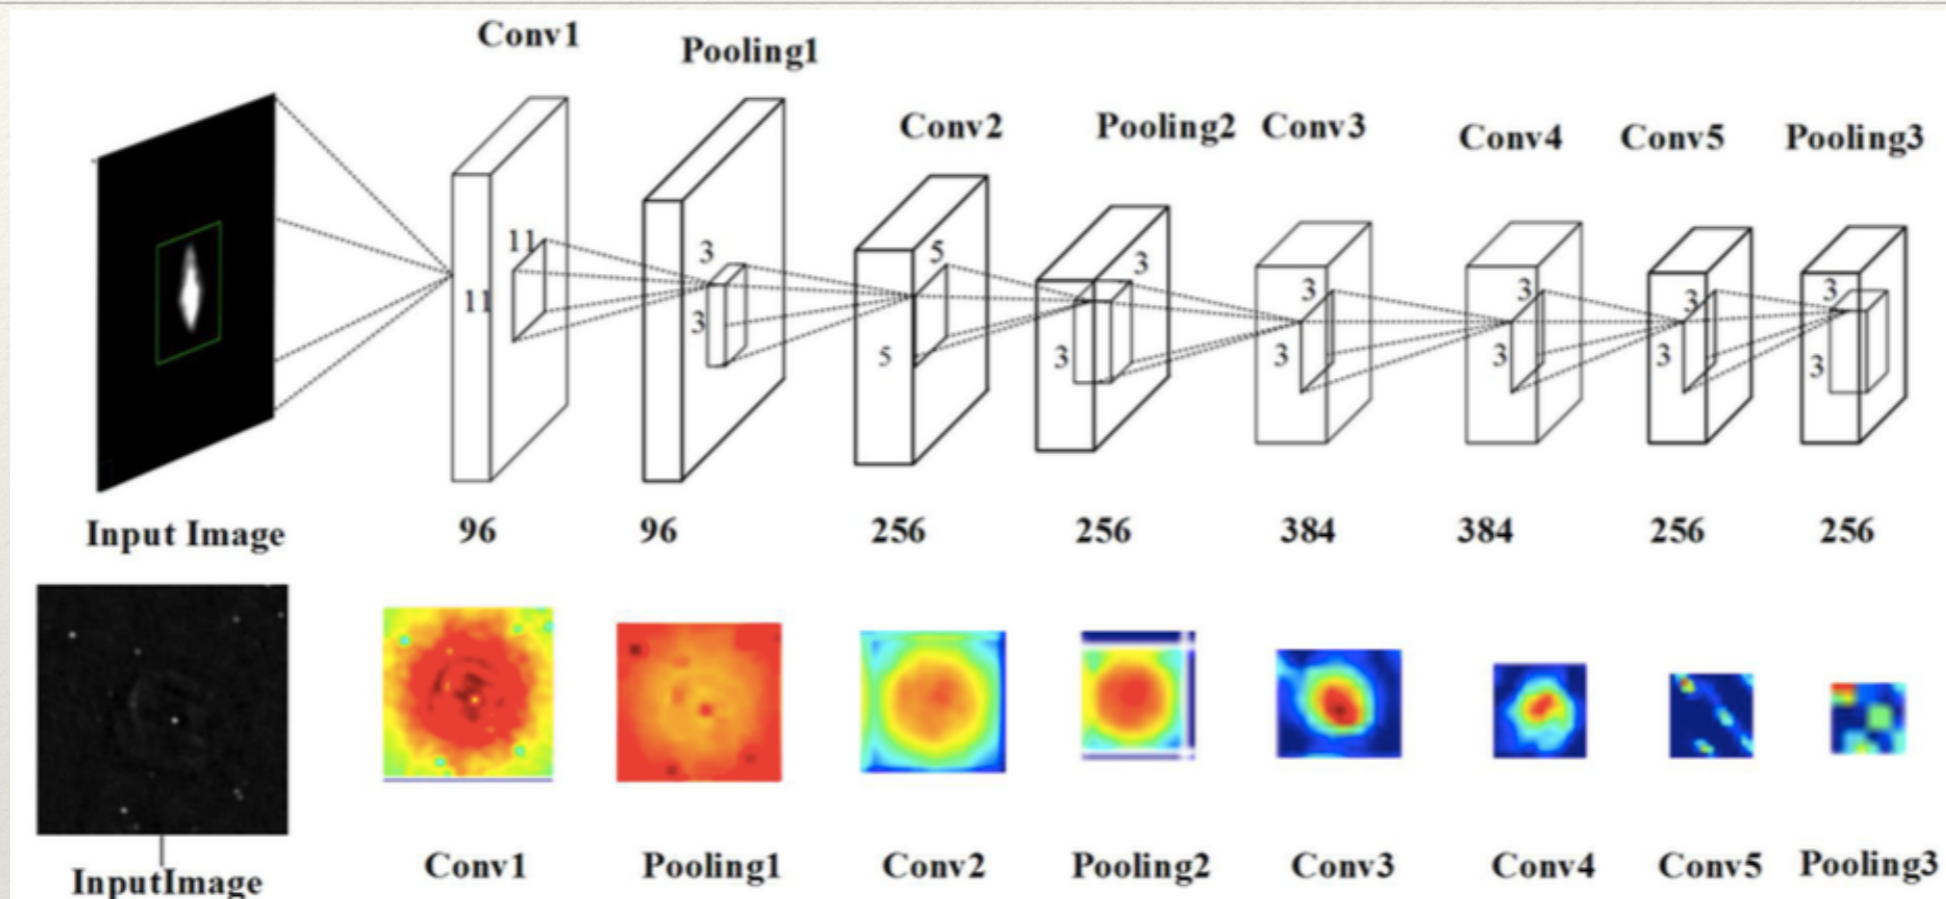 Conv1
Pooling1
Conv2
Pooling2
Conv3
Conv4
Conv5
Pooling3
11
11
3
3
5
5
3
3
3
3
3
3
3
3
3
3
Input Image
96
96
256
256
384
384
256
256
InputImage
Conv1
Pooling1
Conv2
Pooling2
Conv3
Conv4
Conv5
Pooling3